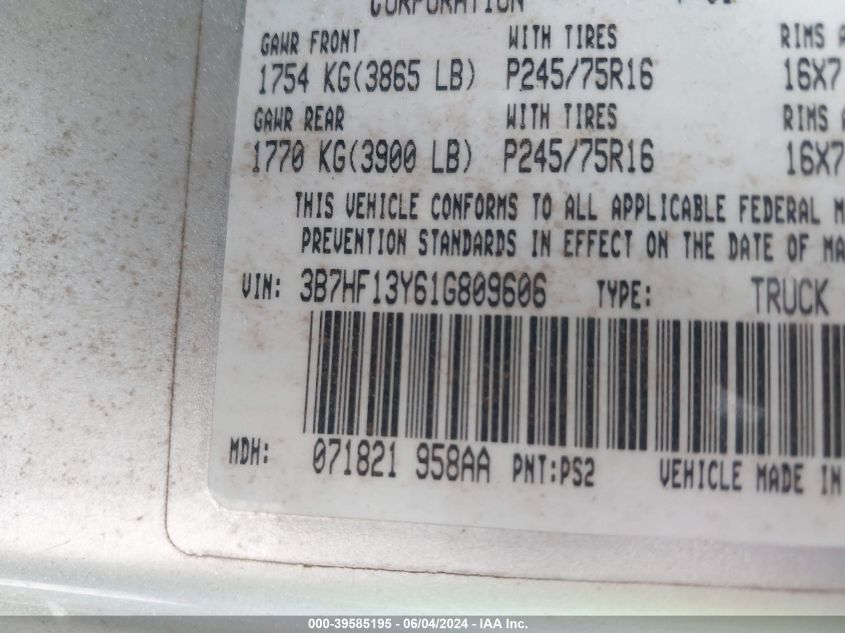 CORPORATION
GAWR FRONT WITH TIRES RIMS A
1754 KG(3865 LB) P245/75R16 16X7
GAWR REAR WITH TIRES RIMS A
1770 KG(3900 LB) P245/75R16 16X7
THIS VEHICLE CONFORMS TO ALL APPLICABLE FEDERAL M
PREVENTION STANDARDS IN EFFECT ON THE DATE OF MA
VIN: 3B7HF13Y61G809606 TYPE: TRUCK
MDH: 071821 958AA PNT:PS2 VEHICLE MADE IN
000-39585195 - 06/04/2024 - IAA Inc.